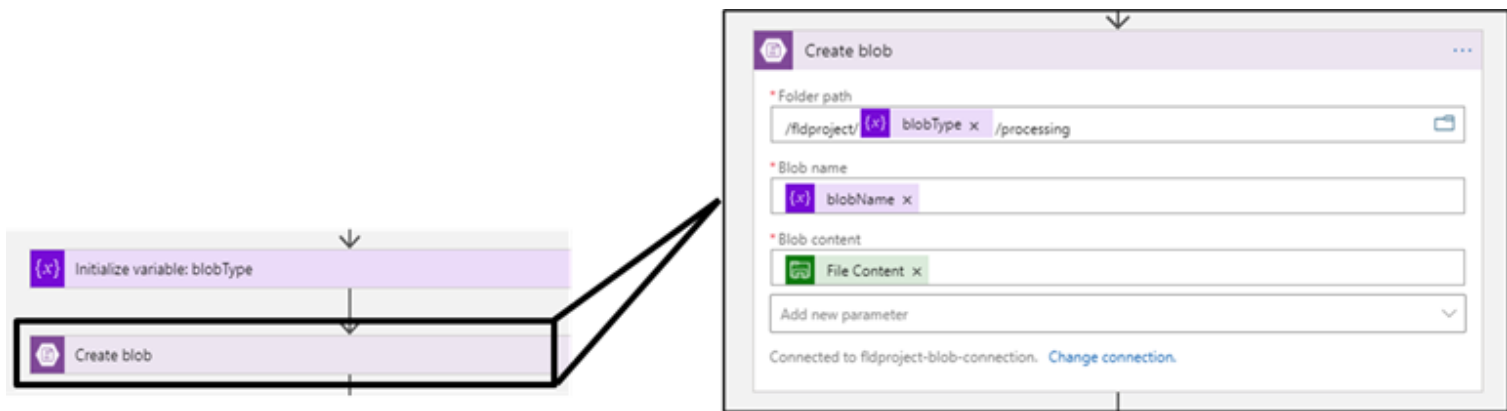 {x} Initialize variable: blobType
Create blob
Create blob
...
* Folder path
/fldproject/ {x} blobType × /processing
* Blob name
{x} blobName ×
* Blob content
File Content ×
Add new parameter
Connected to fldproject-blob-connection. Change connection.